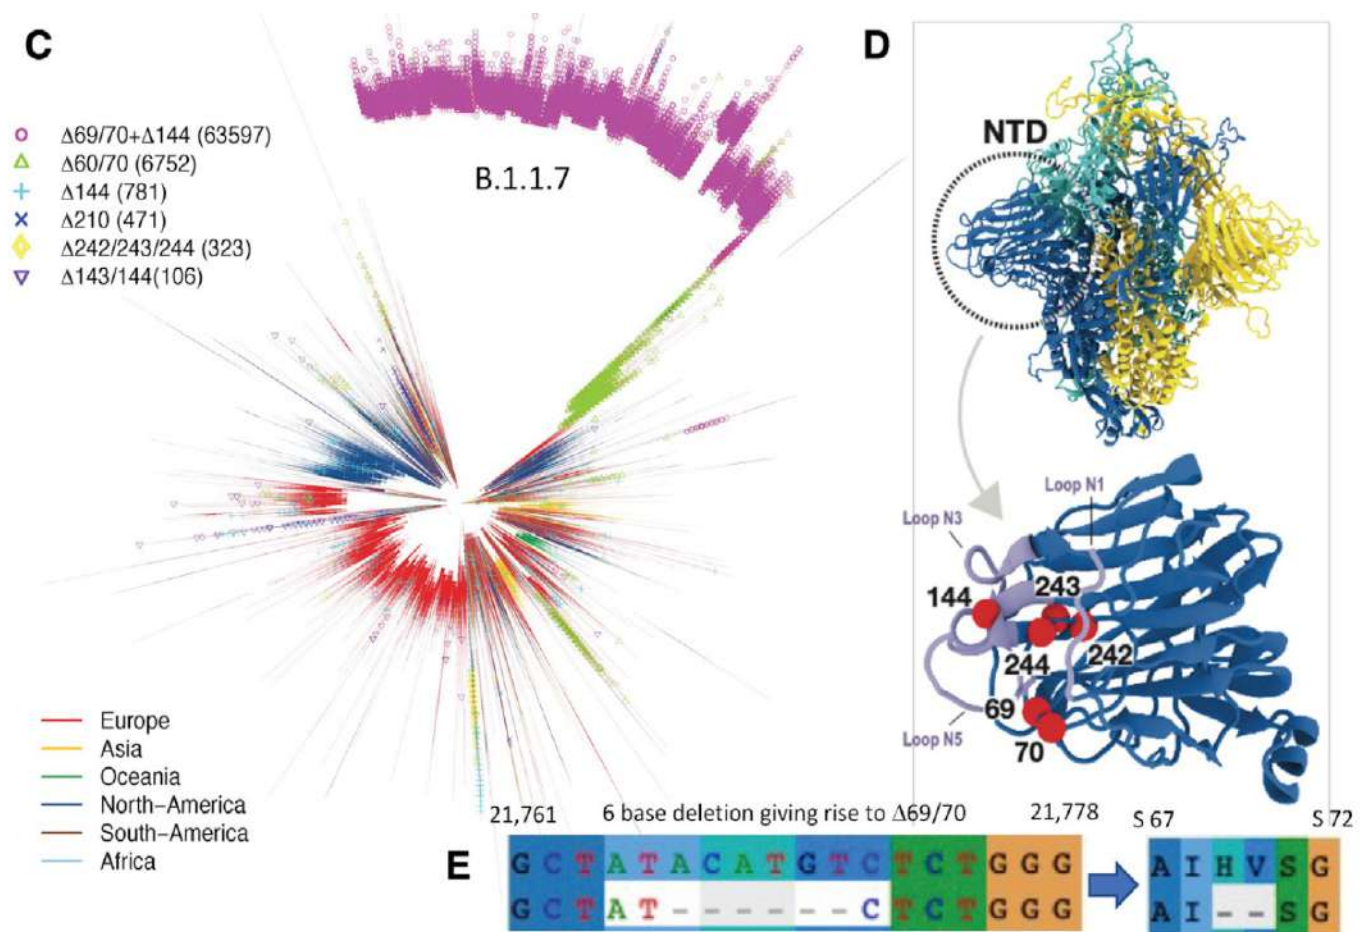 C
Δ69/70+Δ144 (63597)
Δ60/70 (6752)
Δ144 (781)
Δ210 (471)
Δ242/243/244 (323)
Δ143/144(106)
B.1.1.7
Europe
Asia
Oceania
North-America
South-America
Africa
D
NTD
Loop N1
Loop N3
144
243
244
242
69
Loop N5
70
21,761 6 base deletion giving rise to Δ69/70 21,778
S 67 S 72
E
G C T A T A C A T G T C T C T G G G
G C T A T - - - - - - C T C T G G G
A I H V S G
A I - - S G